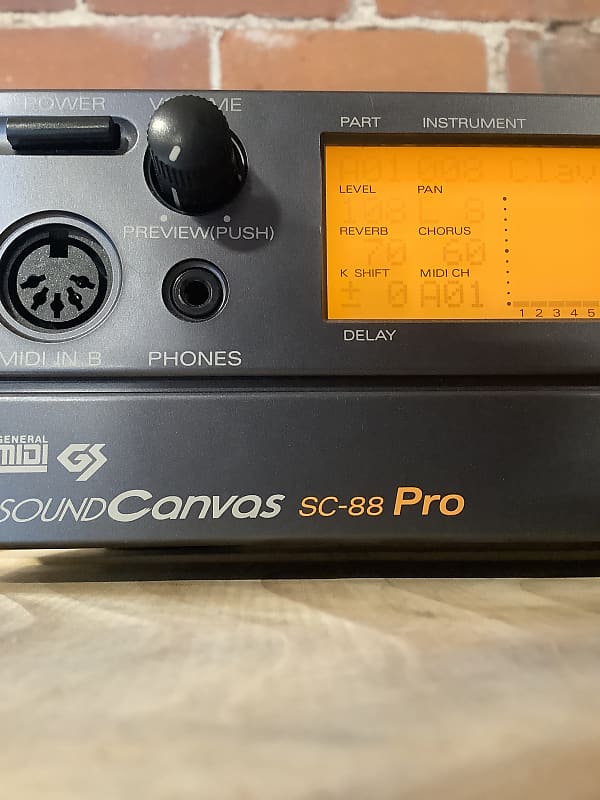 POWER VOLUME
PART INSTRUMENT
A01 008 Clav
LEVEL PAN
108 L 8
PREVIEW(PUSH)
REVERB CHORUS
70 60
K SHIFT MIDI CH
± 0 A01
1 2 3 4 5
DELAY
MIDI IN B PHONES
GENERAL
MIDI GS
SOUND Canvas SC-88 Pro